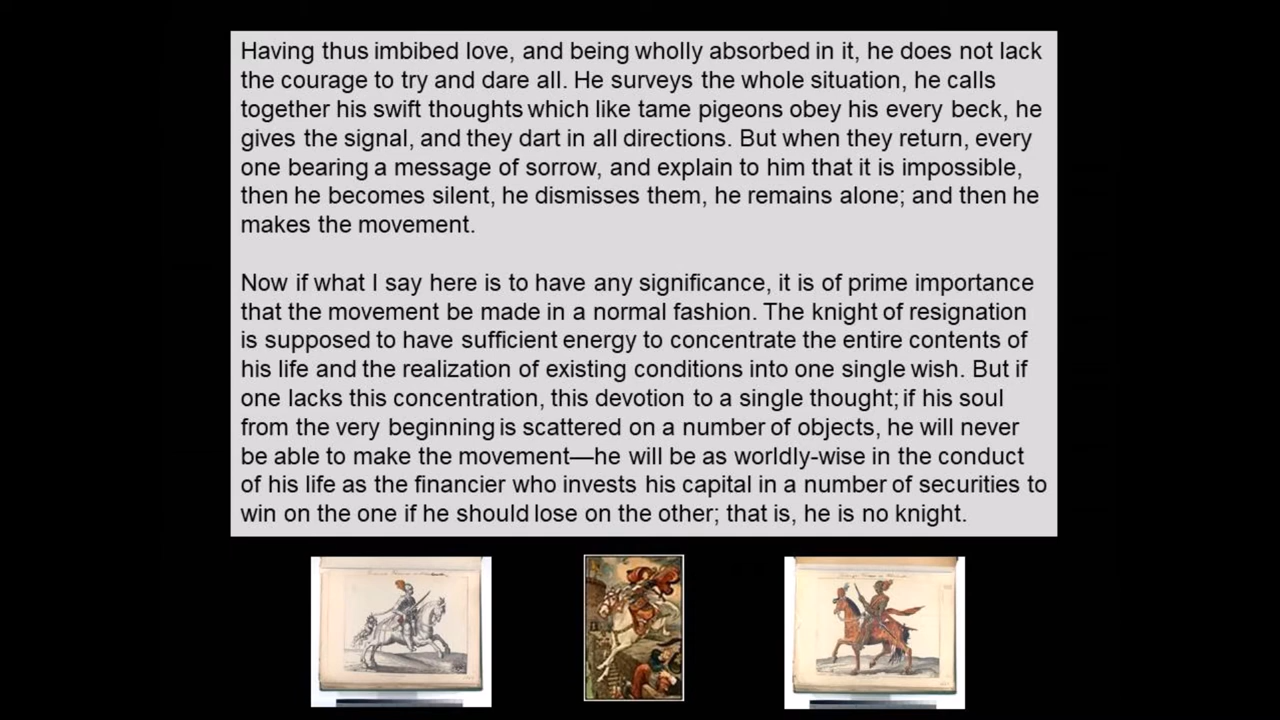 Having thus imbibed love, and being wholly absorbed in it, he does not lack
the courage to try and dare all. He surveys the whole situation, he calls
together his swift thoughts which like tame pigeons obey his every beck, he
gives the signal, and they dart in all directions. But when they return, every
one bearing a message of sorrow, and explain to him that it is impossible,
then he becomes silent, he dismisses them, he remains alone; and then he
makes the movement.
Now if what I say here is to have any significance, it is of prime importance
that the movement be made in a normal fashion. The knight of resignation
is supposed to have sufficient energy to concentrate the entire contents of
his life and the realization of existing conditions into one single wish. But if
one lacks this concentration, this devotion to a single thought; if his soul
from the very beginning is scattered on a number of objects, he will never
be able to make the movement—he will be as worldly-wise in the conduct
of his life as the financier who invests his capital in a number of securities to
win on the one if he should lose on the other; that is, he is no knight.